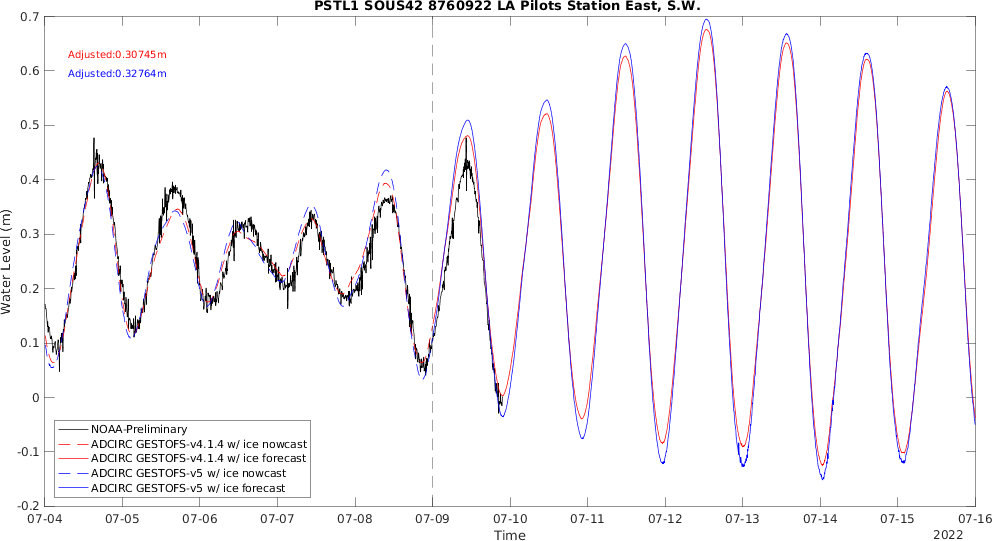 PSTL1 SOUS42 8760922 LA Pilots Station East, S.W.
Adjusted:0.30745m
Adjusted:0.32764m
Water Level (m)
0.7
0.6
0.5
0.4
0.3
0.2
0.1
0
-0.1
-0.2
NOAA-Preliminary
ADCIRC GESTOFS-v4.1.4 w/ ice nowcast
ADCIRC GESTOFS-v4.1.4 w/ ice forecast
ADCIRC GESTOFS-v5 w/ ice nowcast
ADCIRC GESTOFS-v5 w/ ice forecast
07-04 07-05 07-06 07-07 07-08 07-09 07-10 07-11 07-12 07-13 07-14 07-15 07-16
Time
2022